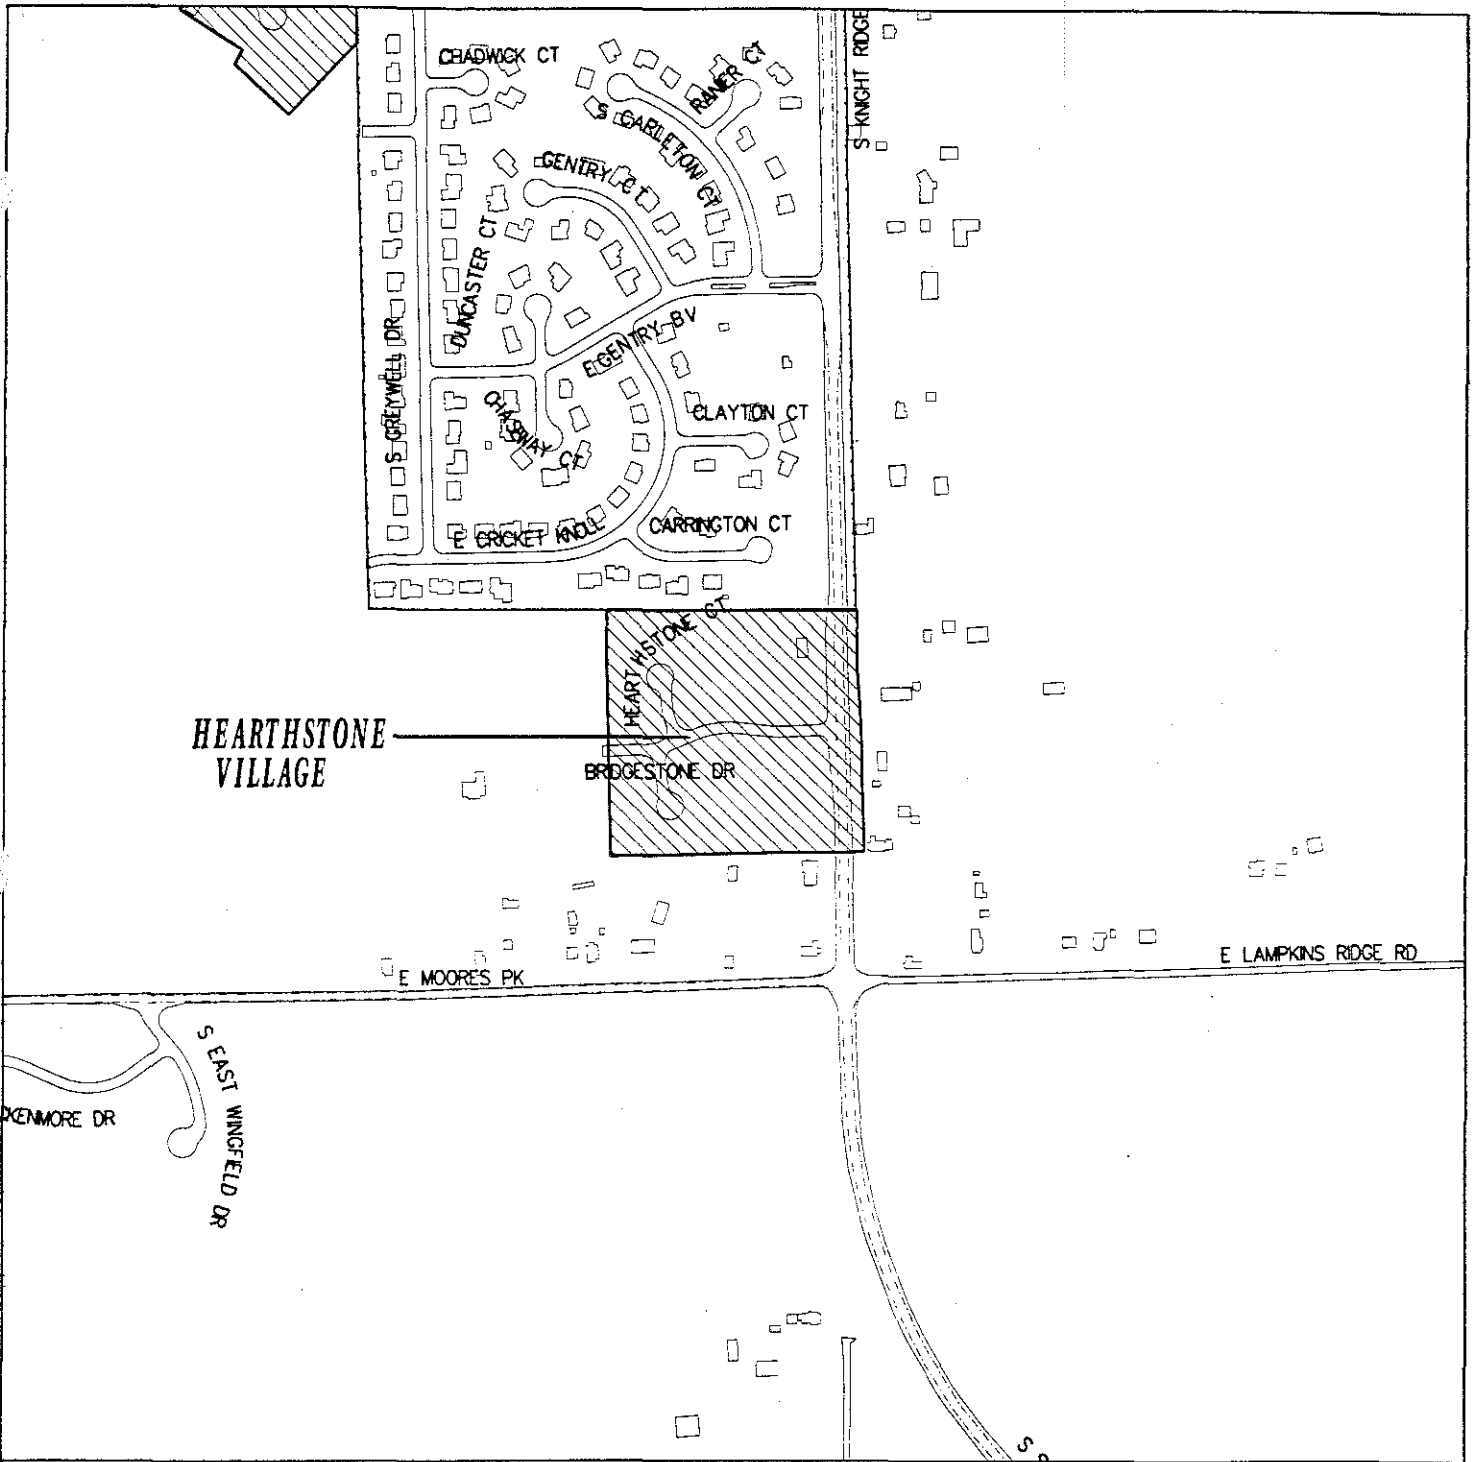 CHADWICK CT
RANIER CT
S KNIGHT RIDGE
S CARLETON CT
GENTRY CT
DUNCASTER CT
S GREYWELL DR
E GENTRY BV
CHASEWAY CT
CLAYTON CT
E CRICKET KNOLL
CARRINGTON CT
HEARTHSTONE CT
HEARTHSTONE
VILLAGE
BRIDGESTONE DR
E MOORES PK
E LAMPKINS RIDGE RD
S EAST WINGFIELD DR
KENMORE DR
S